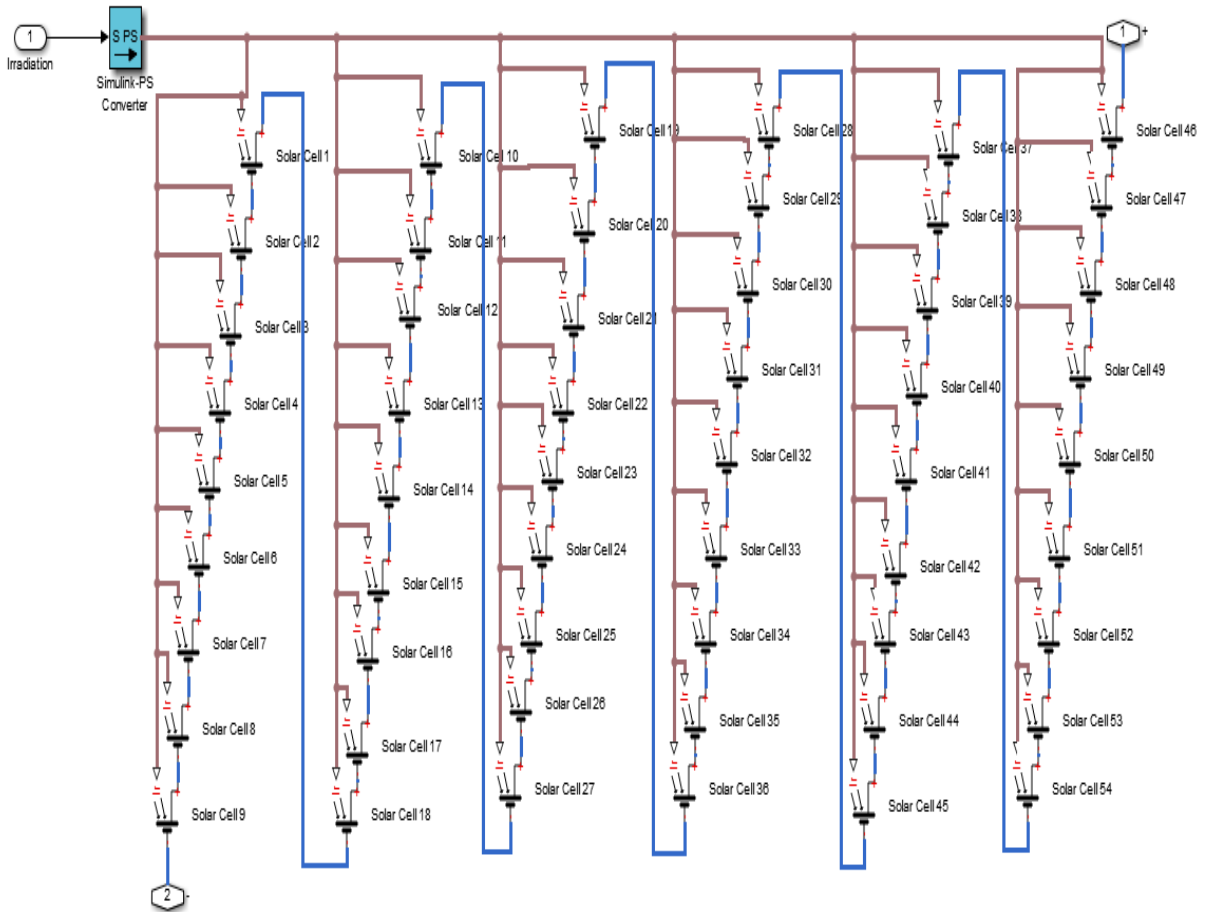 1
Irradiation
S PS
Simulink-PS
Converter
1
+
Solar Cell 1
Solar Cell 2
Solar Cell 3
Solar Cell 4
Solar Cell 5
Solar Cell 6
Solar Cell 7
Solar Cell 8
Solar Cell 9
2
-
Solar Cell 10
Solar Cell 11
Solar Cell 12
Solar Cell 13
Solar Cell 14
Solar Cell 15
Solar Cell 16
Solar Cell 17
Solar Cell 18
Solar Cell 19
Solar Cell 20
Solar Cell 21
Solar Cell 22
Solar Cell 23
Solar Cell 24
Solar Cell 25
Solar Cell 26
Solar Cell 27
Solar Cell 28
Solar Cell 29
Solar Cell 30
Solar Cell 31
Solar Cell 32
Solar Cell 33
Solar Cell 34
Solar Cell 35
Solar Cell 36
Solar Cell 37
Solar Cell 38
Solar Cell 39
Solar Cell 40
Solar Cell 41
Solar Cell 42
Solar Cell 43
Solar Cell 44
Solar Cell 45
Solar Cell 46
Solar Cell 47
Solar Cell 48
Solar Cell 49
Solar Cell 50
Solar Cell 51
Solar Cell 52
Solar Cell 53
Solar Cell 54